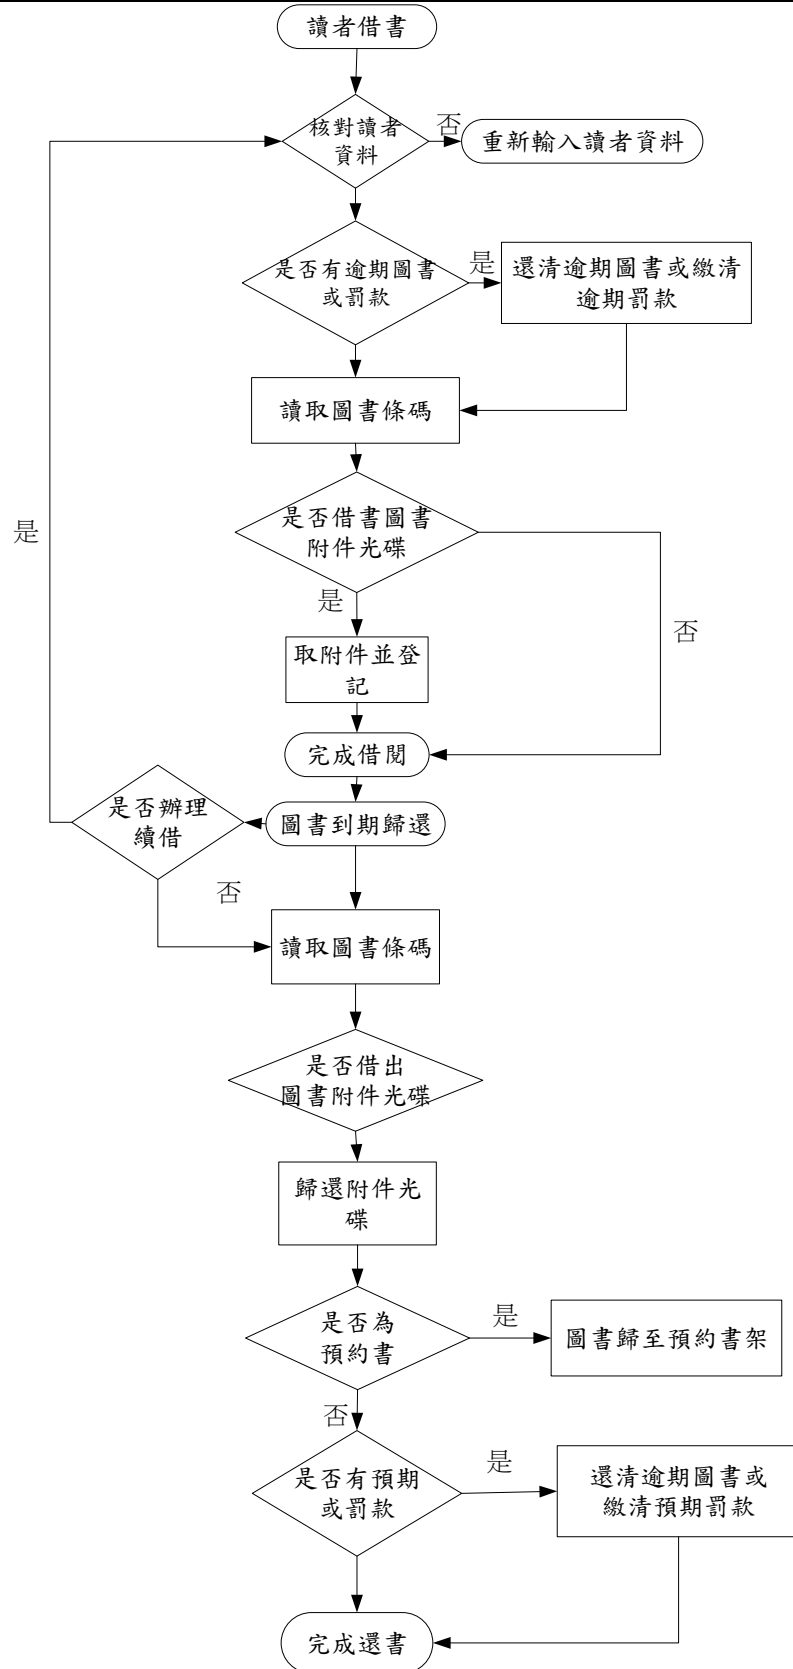 讀者借書
核對讀者
資料
否
重新輸入讀者資料
是否有逾期圖書
或罰款
是
還清逾期圖書或繳清
逾期罰款
讀取圖書條碼
是否借書圖書
附件光碟
是
是
否
取附件並登
記
完成借閱
是否辦理
續借
圖書到期歸還
否
讀取圖書條碼
是否借出
圖書附件光碟
歸還附件光
碟
是否為
預約書
是
圖書歸至預約書架
否
是否有預期
或罰款
是
還清逾期圖書或
繳清預期罰款
完成還書